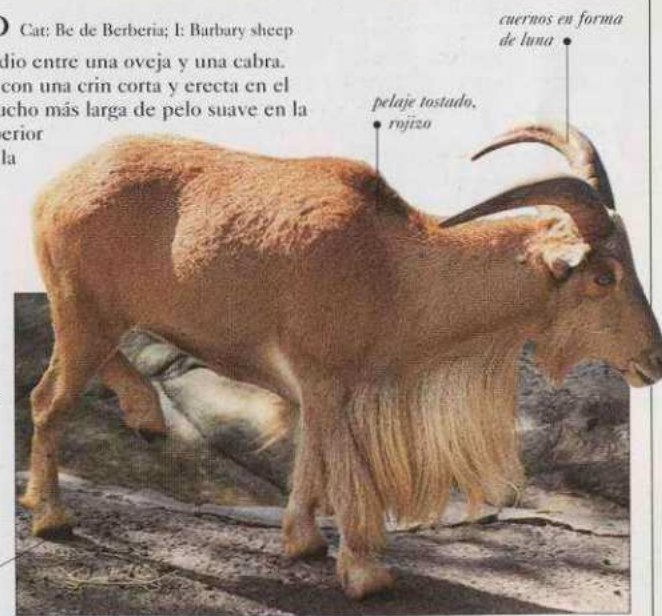 Cat: Be de Berberia; I: Barbary sheep
dio entre una oveja y una cabra.
con una crin corta y erecta en el
ucho más larga de pelo suave en la
perior
la
cuernos en forma
de luna
pelaje tostado,
rojizo